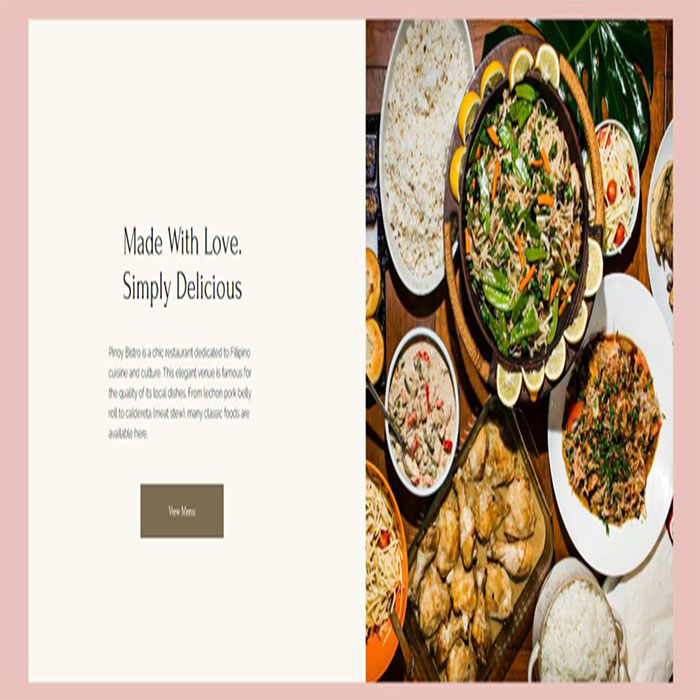 Made With Love.
Simply Delicious
Pinoy Bistro is a chic restaurant dedicated to Filipino
cuisine and culture. This elegant venue is famous for
the quality of its local dishes. From lechon pork belly
roll to caldereta (meat stew), many classic foods are
available here.
View Menu